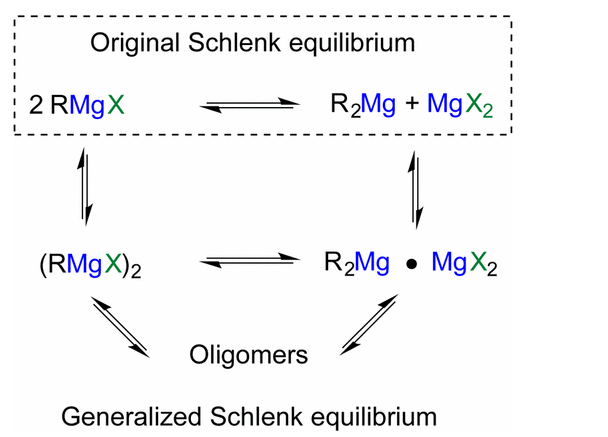 Original Schlenk equilibrium
2 RMgX ⇌ R₂Mg + MgX₂
(RMgX)₂ ⇌ R₂Mg • MgX₂
Oligomers
Generalized Schlenk equilibrium